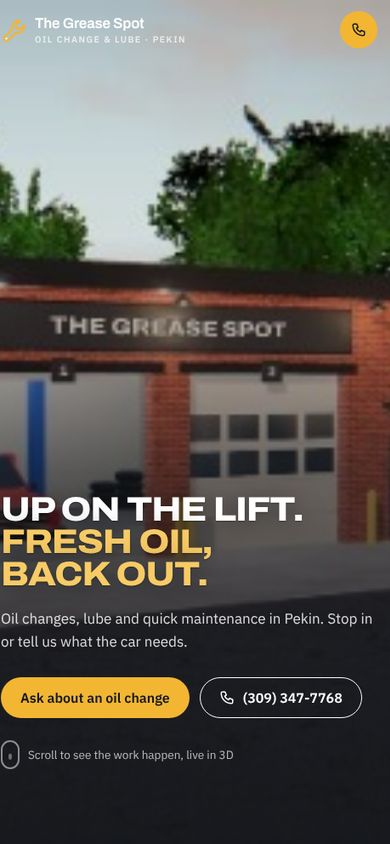 The Grease Spot
OIL CHANGE & LUBE · PEKIN
THE GREASE SPOT
1
2
UP ON THE LIFT.
FRESH OIL,
BACK OUT.
Oil changes, lube and quick maintenance in Pekin. Stop in
or tell us what the car needs.
Ask about an oil change
(309) 347-7768
Scroll to see the work happen, live in 3D